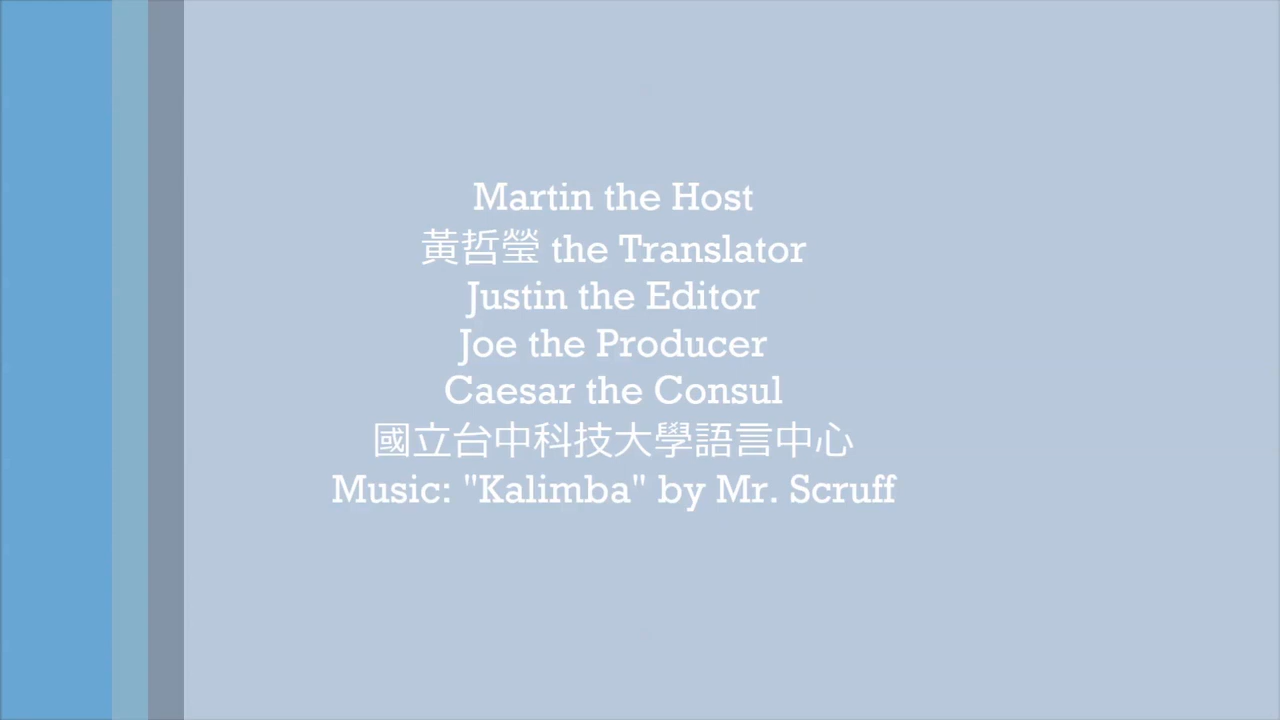 Martin the Host
黃哲瑩 the Translator
Justin the Editor
Joe the Producer
Caesar the Consul
國立台中科技大學語言中心
Music: "Kalimba" by Mr. Scruff